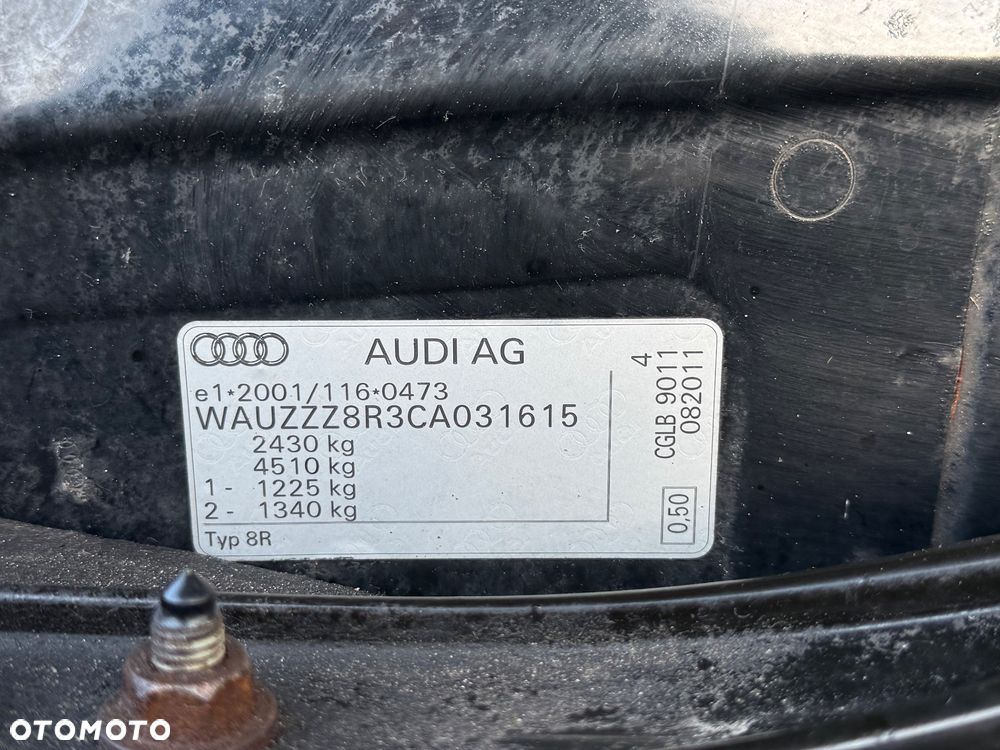 AUDI AG
e1*2001/116*0473
WAUZZZ8R3CA031615
2430 kg
4510 kg
1 - 1225 kg
2 - 1340 kg
Typ 8R
4
CGLB 9011
082011
0,50
OTOMOTO